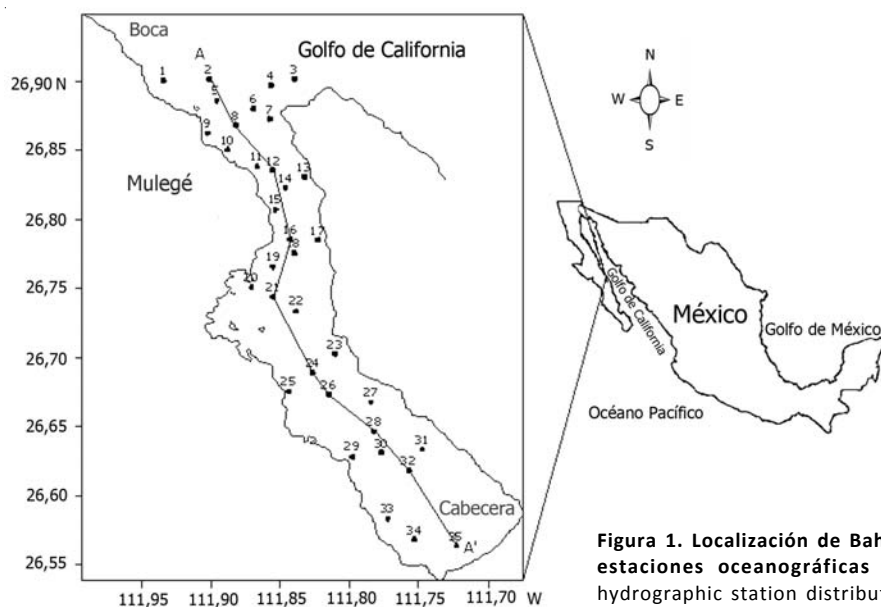 Boca
A
Golfo de California
1
2
3
4
5
6
7
8
9
10
11
12
13
14
15
16
17
18
19
20
21
22
23
24
25
26
27
28
29
30
31
32
33
34
35
Mulegé
Cabecera
A'
26,90 N
26,85
26,80
26,75
26,70
26,65
26,60
26,55
111,95
111,90
111,85
111,80
111,75
111,70
W
N
W
E
S
Golfo de California
México
Golfo de México
Océano Pacífico
Figura 1. Localización de Bah
estaciones oceanográficas
hydrographic station distribut